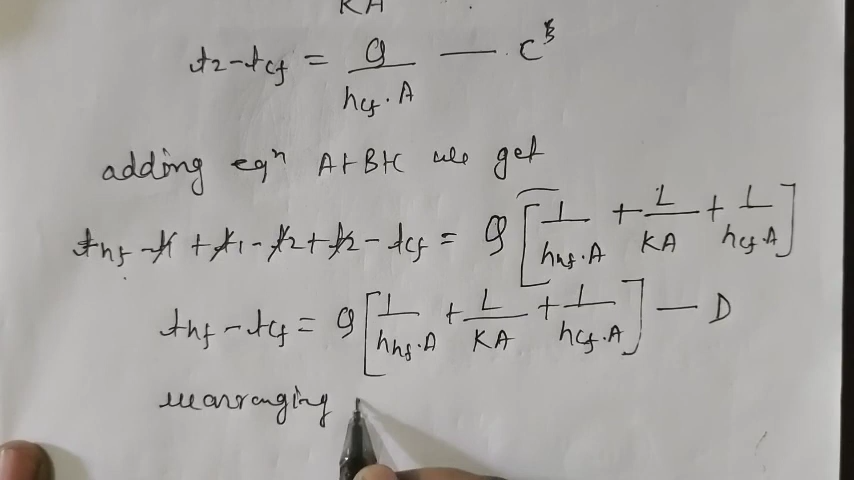 KA
t2-tcf = Q/(hcf.A) — C
adding eqn A+B+C we get
thf - t1 + t1 - t2 + t2 - tcf = Q [1/(hhf.A) + L/(KA) + 1/(hcf.A)]
thf - tcf = Q [1/(hhf.A) + L/(KA) + 1/(hcf.A)] — D
rearranging